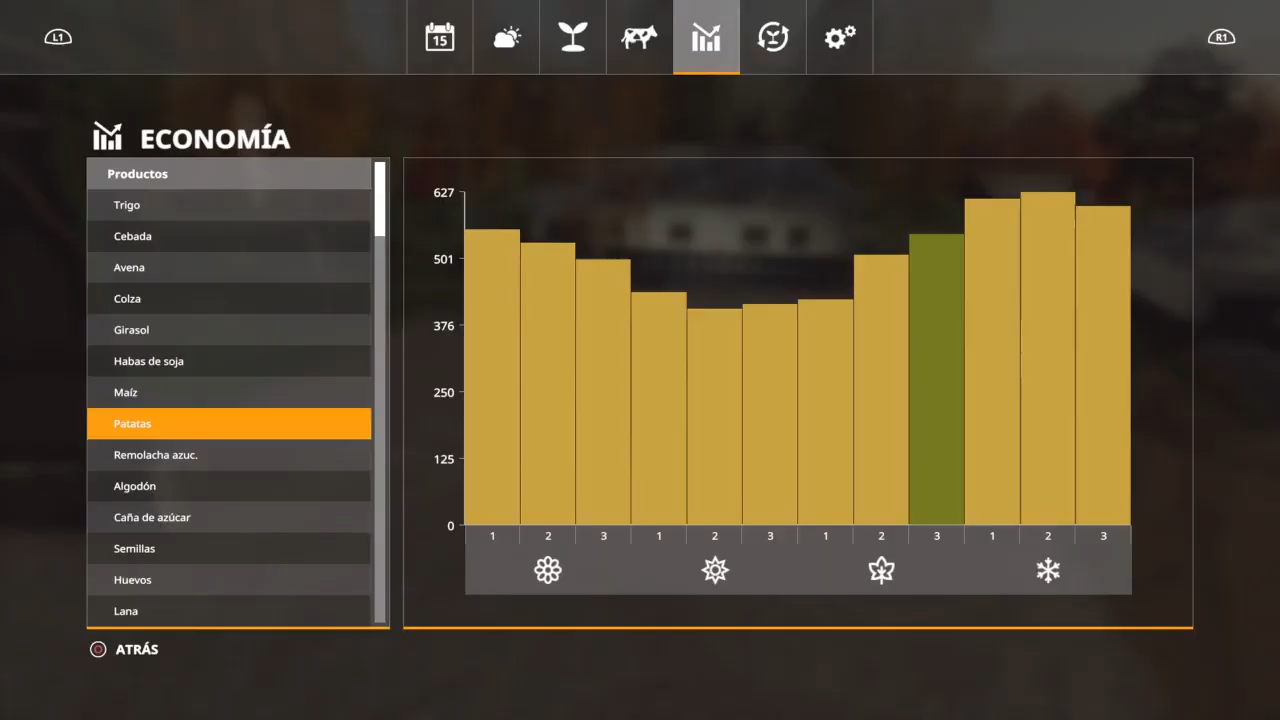 L1
15
R1
ECONOMÍA
Productos
Trigo
Cebada
Avena
Colza
Girasol
Habas de soja
Maíz
Patatas
Remolacha azuc.
Algodón
Caña de azúcar
Semillas
Huevos
Lana
627
501
376
250
125
0
1 2 3 1 2 3 1 2 3 1 2 3
ATRÁS